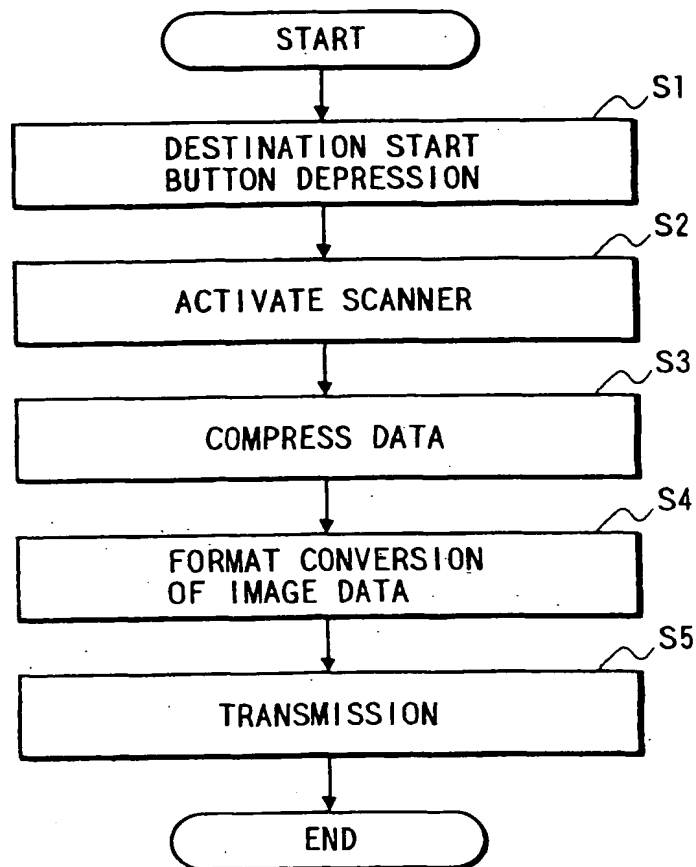 START
S1
DESTINATION START
BUTTON DEPRESSION
S2
ACTIVATE SCANNER
S3
COMPRESS DATA
S4
FORMAT CONVERSION
OF IMAGE DATA
S5
TRANSMISSION
END